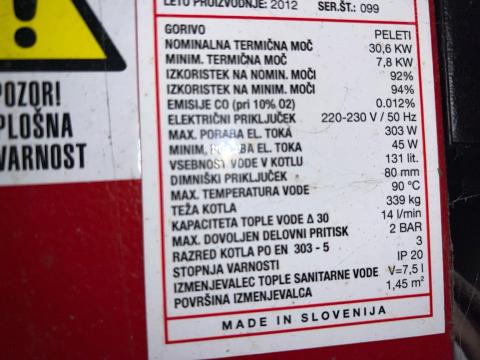 LETO PROIZVODNJE: 2012 SER.ŠT.: 099
GORIVO PELETI
NOMINALNA TERMIČNA MOČ 30,6 KW
MINIM. TERMIČNA MOČ 7,8 KW
IZKORISTEK NA NOMIN. MOČI 92%
IZKORISTEK NA MINIM. MOČI 94%
EMISIJE CO (pri 10% 02) 0.012%
ELEKTRIČNI PRIKLJUČEK 220-230 V / 50 Hz
MAX. PORABA EL. TOKA 303 W
MINIM. PORABA EL. TOKA 45 W
VSEBNOST VODE V KOTLU 131 lit.
DIMNIŠKI PRIKLJUČEK 80 mm
MAX. TEMPERATURA VODE 90 °C
TEŽA KOTLA 339 kg
KAPACITETA TOPLE VODE Δ 30 14 l/min
MAX. DOVOLJEN DELOVNI PRITISK 2 BAR
RAZRED KOTLA PO EN 303 - 5 3
STOPNJA VARNOSTI IP 20
IZMENJEVALEC TOPLE SANITARNE VODE V=7,5 l
POVRŠINA IZMENJEVALCA 1,45 m²
MADE IN SLOVENIJA
POZOR!
PLOŠNA
VARNOST